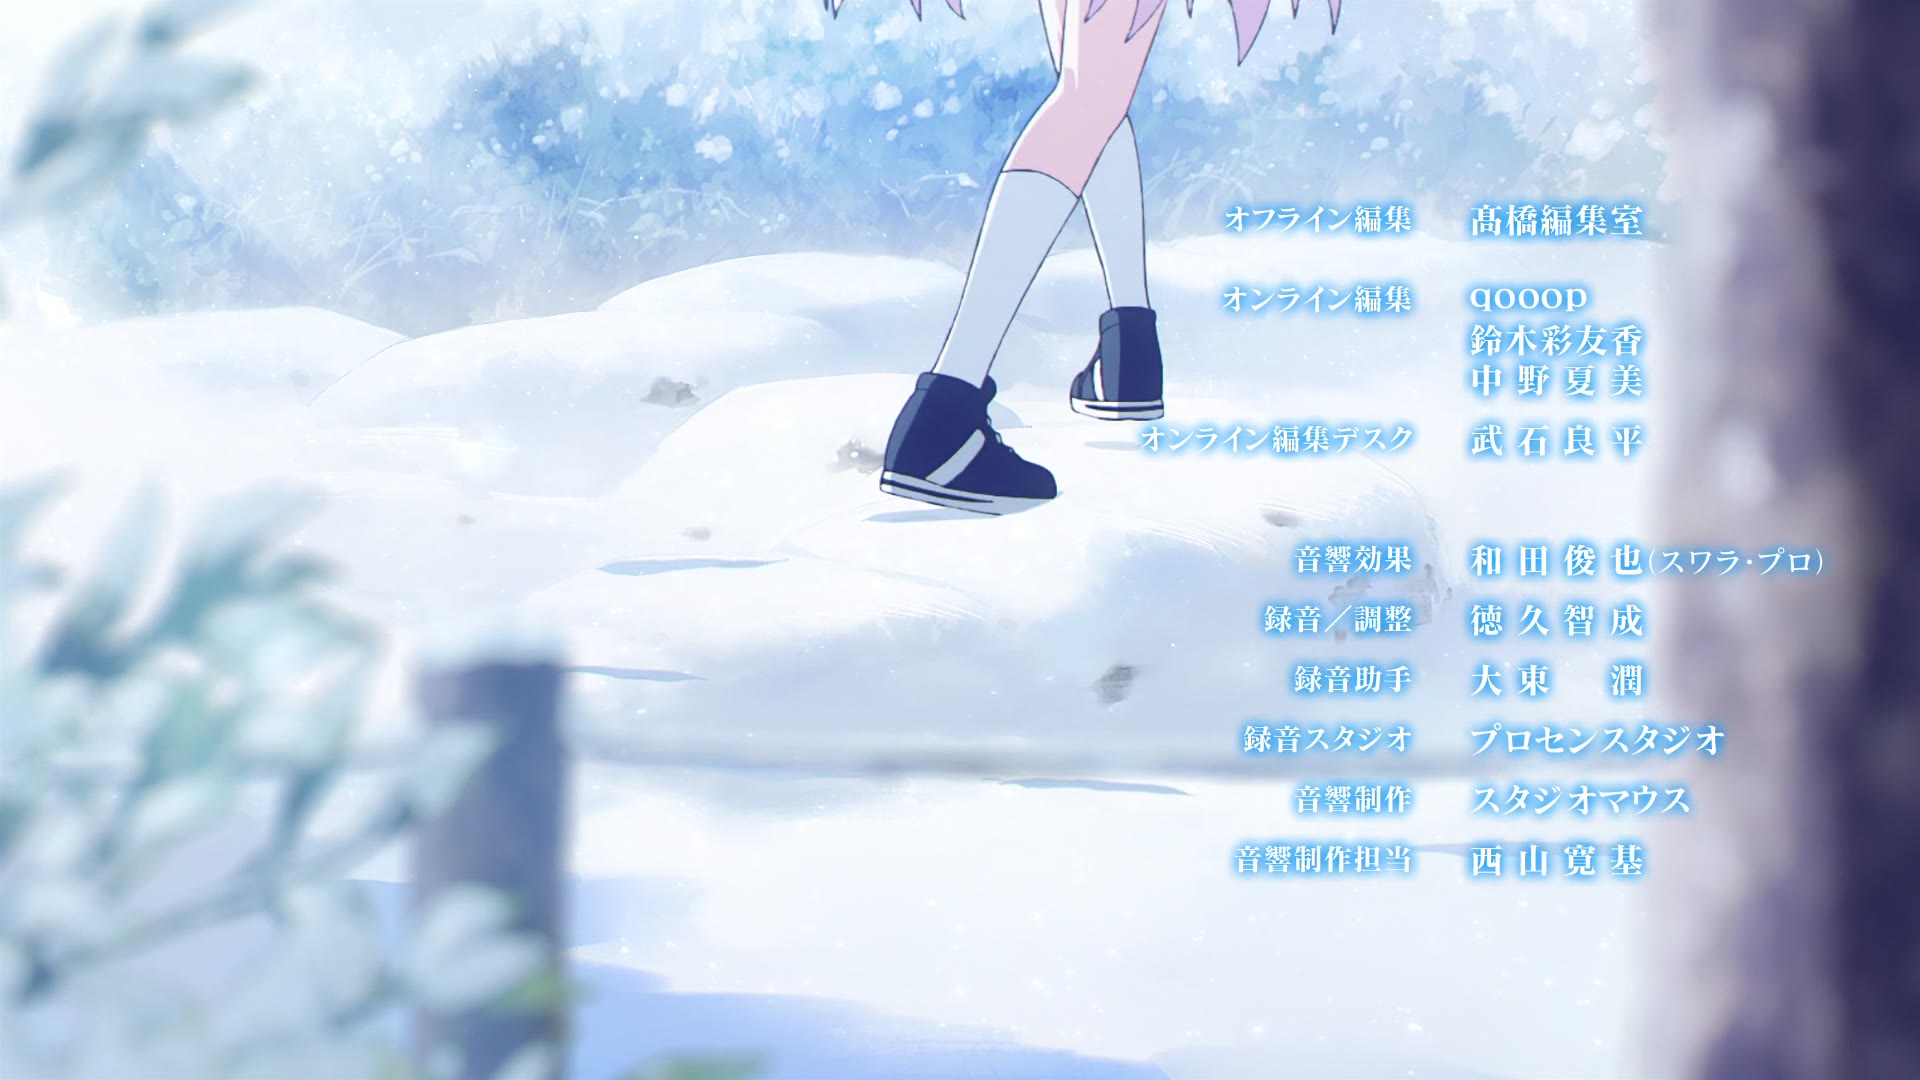 オフライン編集 髙橋編集室
オンライン編集 qooop
鈴木彩友香
中野夏美
オンライン編集デスク 武石良平
音響効果 和田俊也(スワラ・プロ)
録音／調整 徳久智成
録音助手 大東　潤
録音スタジオ プロセンスタジオ
音響制作 スタジオマウス
音響制作担当 西山寛基